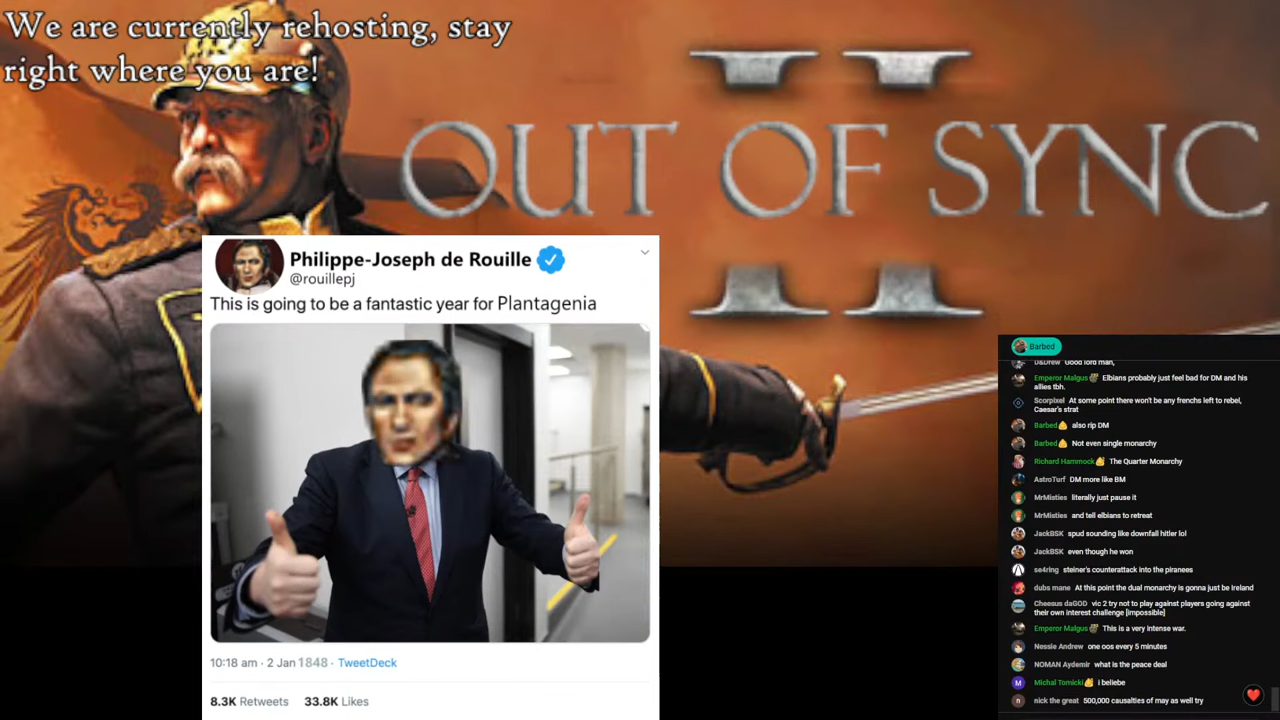 We are currently rehosting, stay
right where you are!
II
OUT OF SYNC
Philippe-Joseph de Rouille
@rouillepj
This is going to be a fantastic year for Plantagenia
10:18 am · 2 Jan 1848 · TweetDeck
8.3K Retweets 33.8K Likes
Barbed
D&Drew Good lord man,
Emperor Malgus Elbians probably just feel bad for DM and his
allies tbh.
Scorpixel At some point there won't be any frenchs left to rebel,
Caesar's strat
Barbed also rip DM
Barbed Not even single monarchy
Richard Hammock The Quarter Monarchy
AstroTurf DM more like BM
MrMisties literally just pause it
MrMisties and tell elbians to retreat
JackBSK spud sounding like downfall hitler lol
JackBSK even though he won
se4ring steiner's counterattack into the piranees
dubs mane At this point the dual monarchy is gonna just be Ireland
Cheesus daGOD vic 2 try not to play against players going against
their own interest challenge [impossible]
Emperor Malgus This is a very intense war.
Nessie Andrew one oos every 5 minutes
NOMAN Aydemir what is the peace deal
M Michal Tomicki i beliebe
n nick the great 500,000 causalties of may as well try